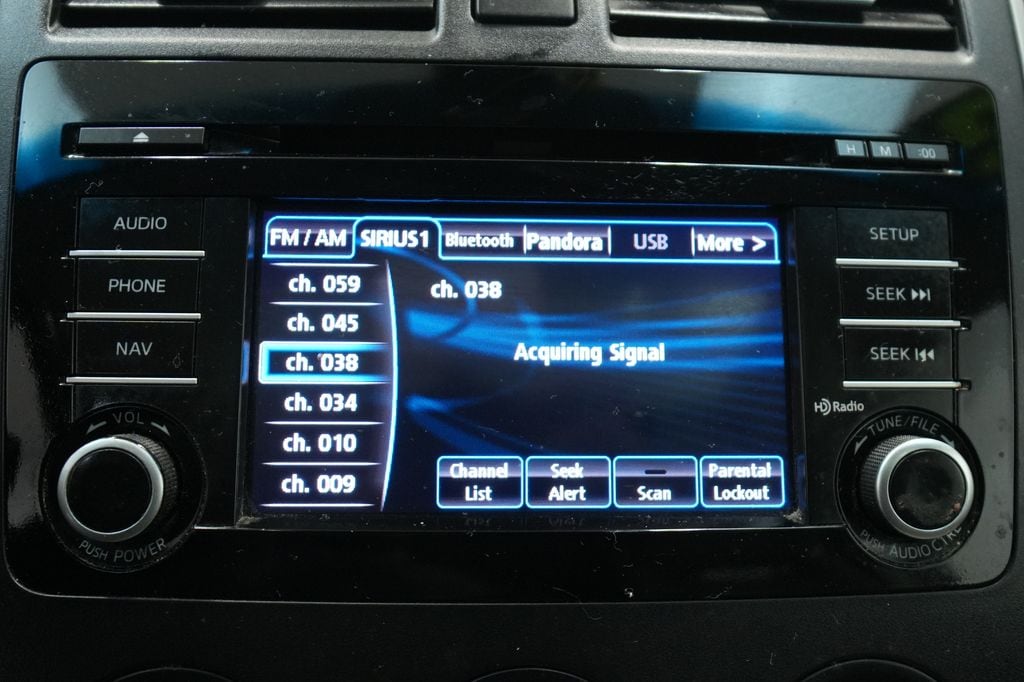 H M :00
AUDIO
PHONE
NAV
VOL
PUSH POWER
FM / AM SIRIUS1 Bluetooth Pandora USB More >
ch. 059
ch. 045
ch. 038
ch. 034
ch. 010
ch. 009
ch. 038
Acquiring Signal
Channel
List
Seek
Alert
Scan
Parental
Lockout
SETUP
SEEK
SEEK
HD Radio
TUNE/FILE
PUSH AUDIO CTRL